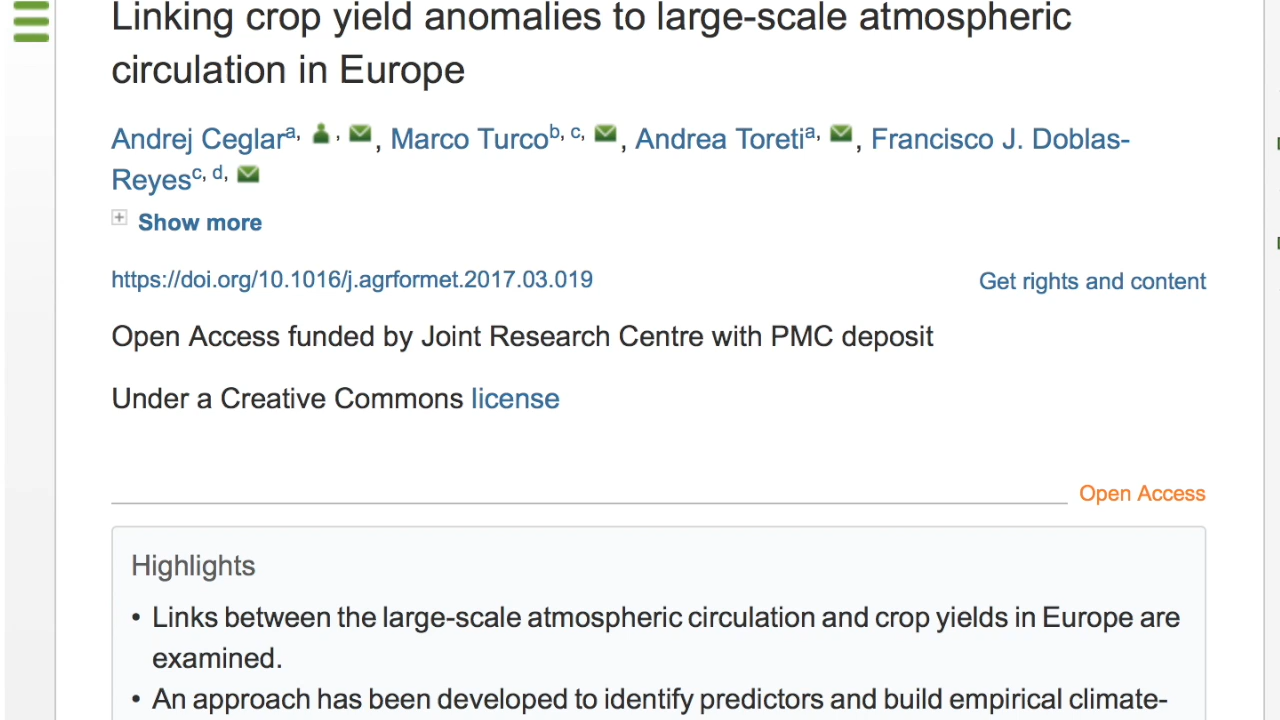 Linking crop yield anomalies to large-scale atmospheric
circulation in Europe
Andrej Ceglar a, , , Marco Turco b, c, , Andrea Toreti a, , Francisco J. Doblas-
Reyes c, d,
Show more
https://doi.org/10.1016/j.agrformet.2017.03.019
Get rights and content
Open Access funded by Joint Research Centre with PMC deposit
Under a Creative Commons license
Open Access
Highlights
• Links between the large-scale atmospheric circulation and crop yields in Europe are
examined.
• An approach has been developed to identify predictors and build empirical climate-